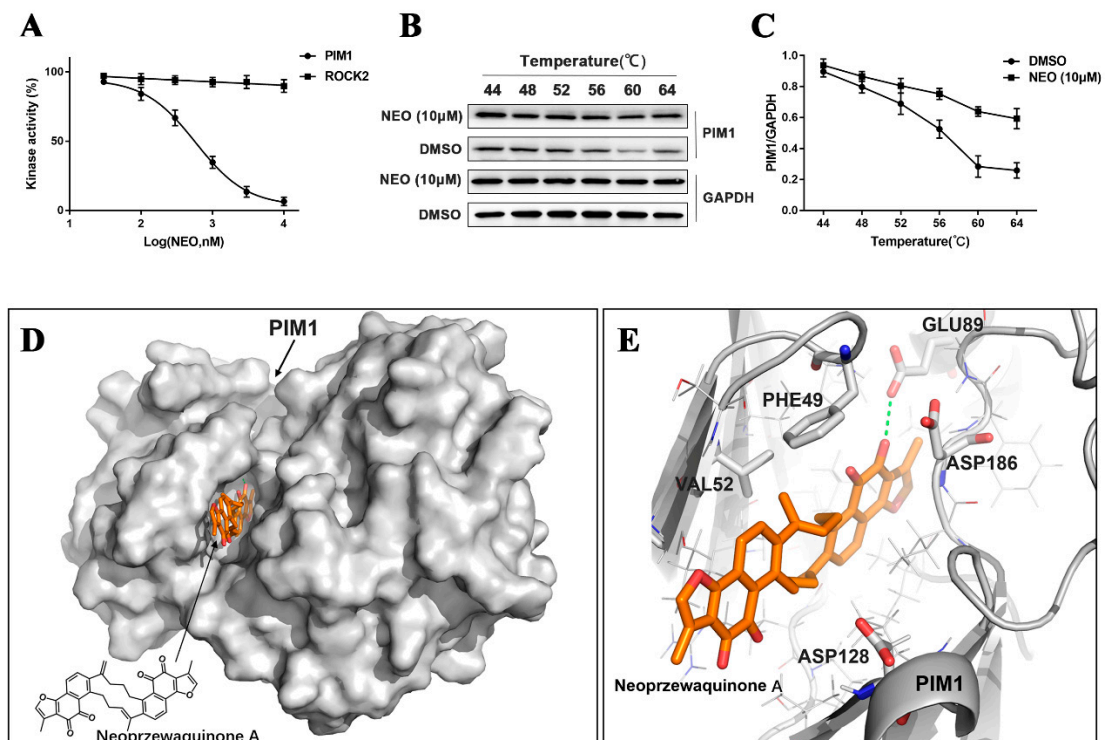 A
Kinase activity (%)
100
50
0
1
2
3
4
Log(NEO,nM)
PIM1
ROCK2
B
Temperature(℃)
44 48 52 56 60 64
NEO (10μM)
DMSO
PIM1
NEO (10μM)
DMSO
GAPDH
C
PIM1/GAPDH
1.0
0.8
0.6
0.4
0.2
0.0
44 48 52 56 60 64
Temperature(℃)
DMSO
NEO (10μM)
D
PIM1
O
O
O
O
O
O
Neoprzewaquinone A
E
GLU89
PHE49
VAL52
ASP186
ASP128
Neoprzewaquinone A
PIM1